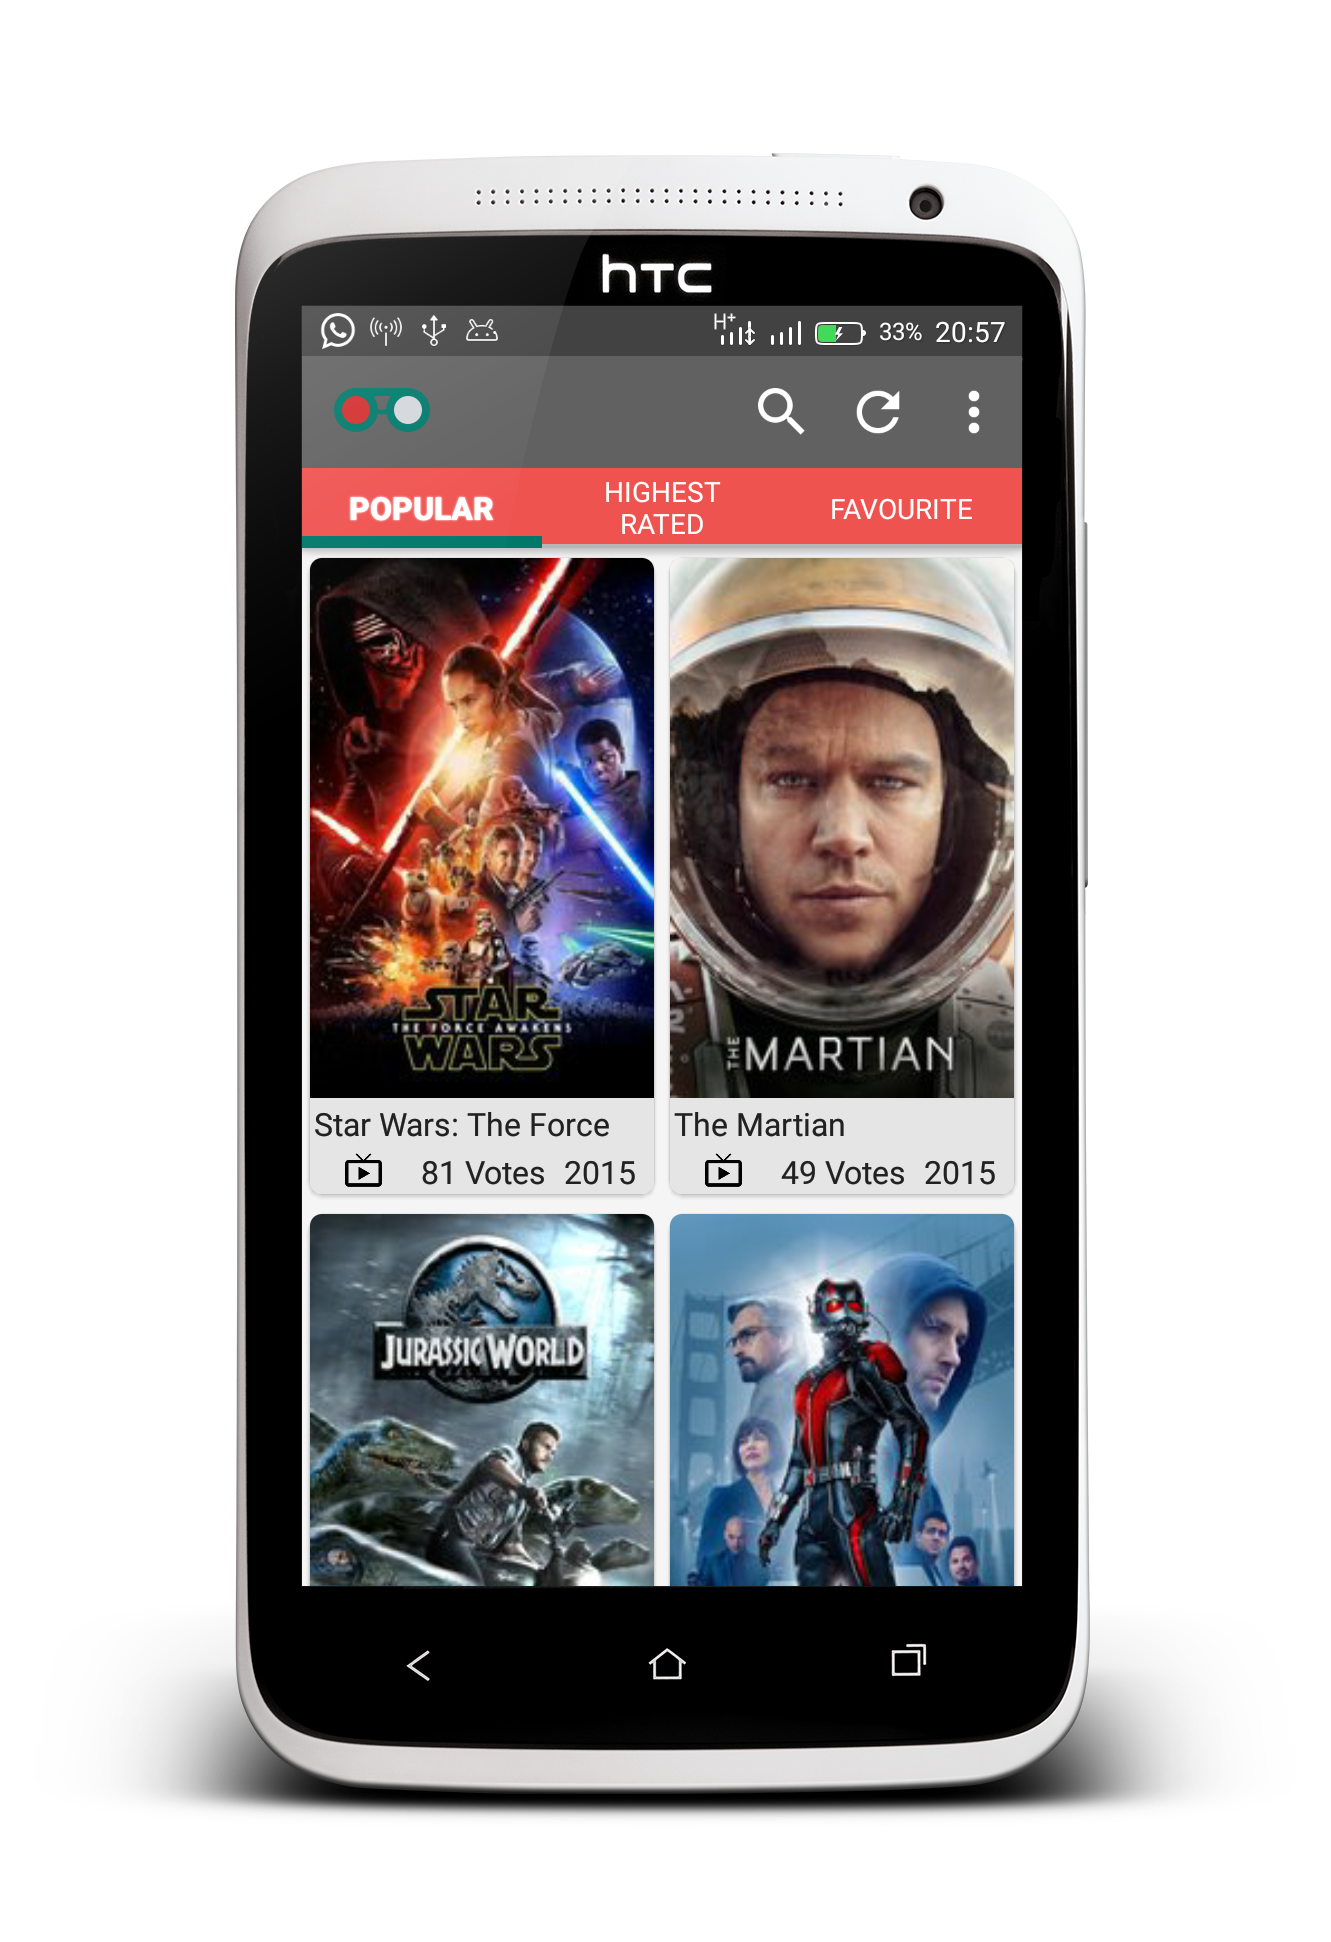 hTC
H+
33% 20:57
POPULAR
HIGHEST
RATED
FAVOURITE
STAR
THE FORCE AWAKENS
WARS
THE MARTIAN
Star Wars: The Force
81 Votes 2015
The Martian
49 Votes 2015
JURASSIC WORLD